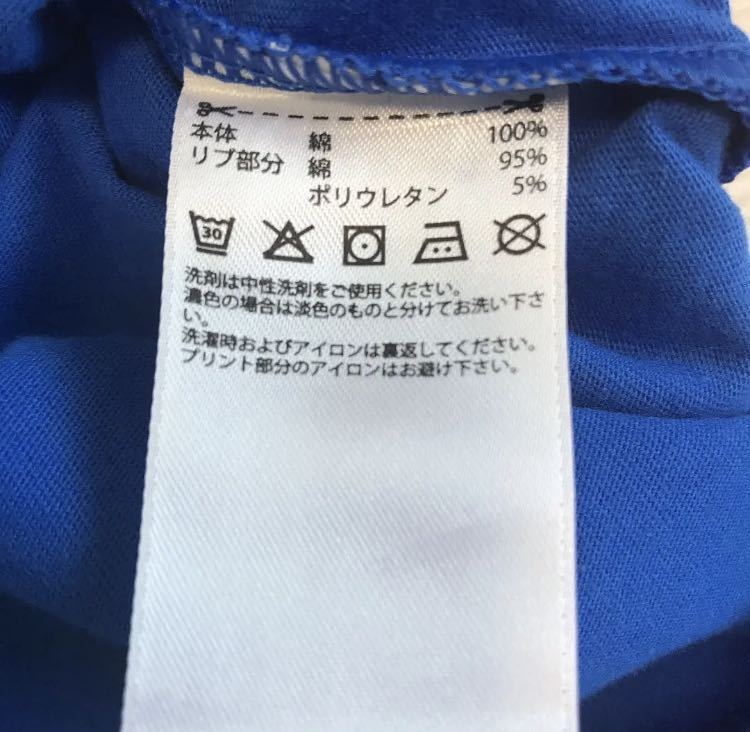 本体 綿 100%
リブ部分 綿 95%
ポリウレタン 5%
30
洗剤は中性洗剤をご使用ください。
濃色の場合は淡色のものと分けてお洗い下さ
い。
洗濯時およびアイロンは裏返してください。
プリント部分のアイロンはお避け下さい。